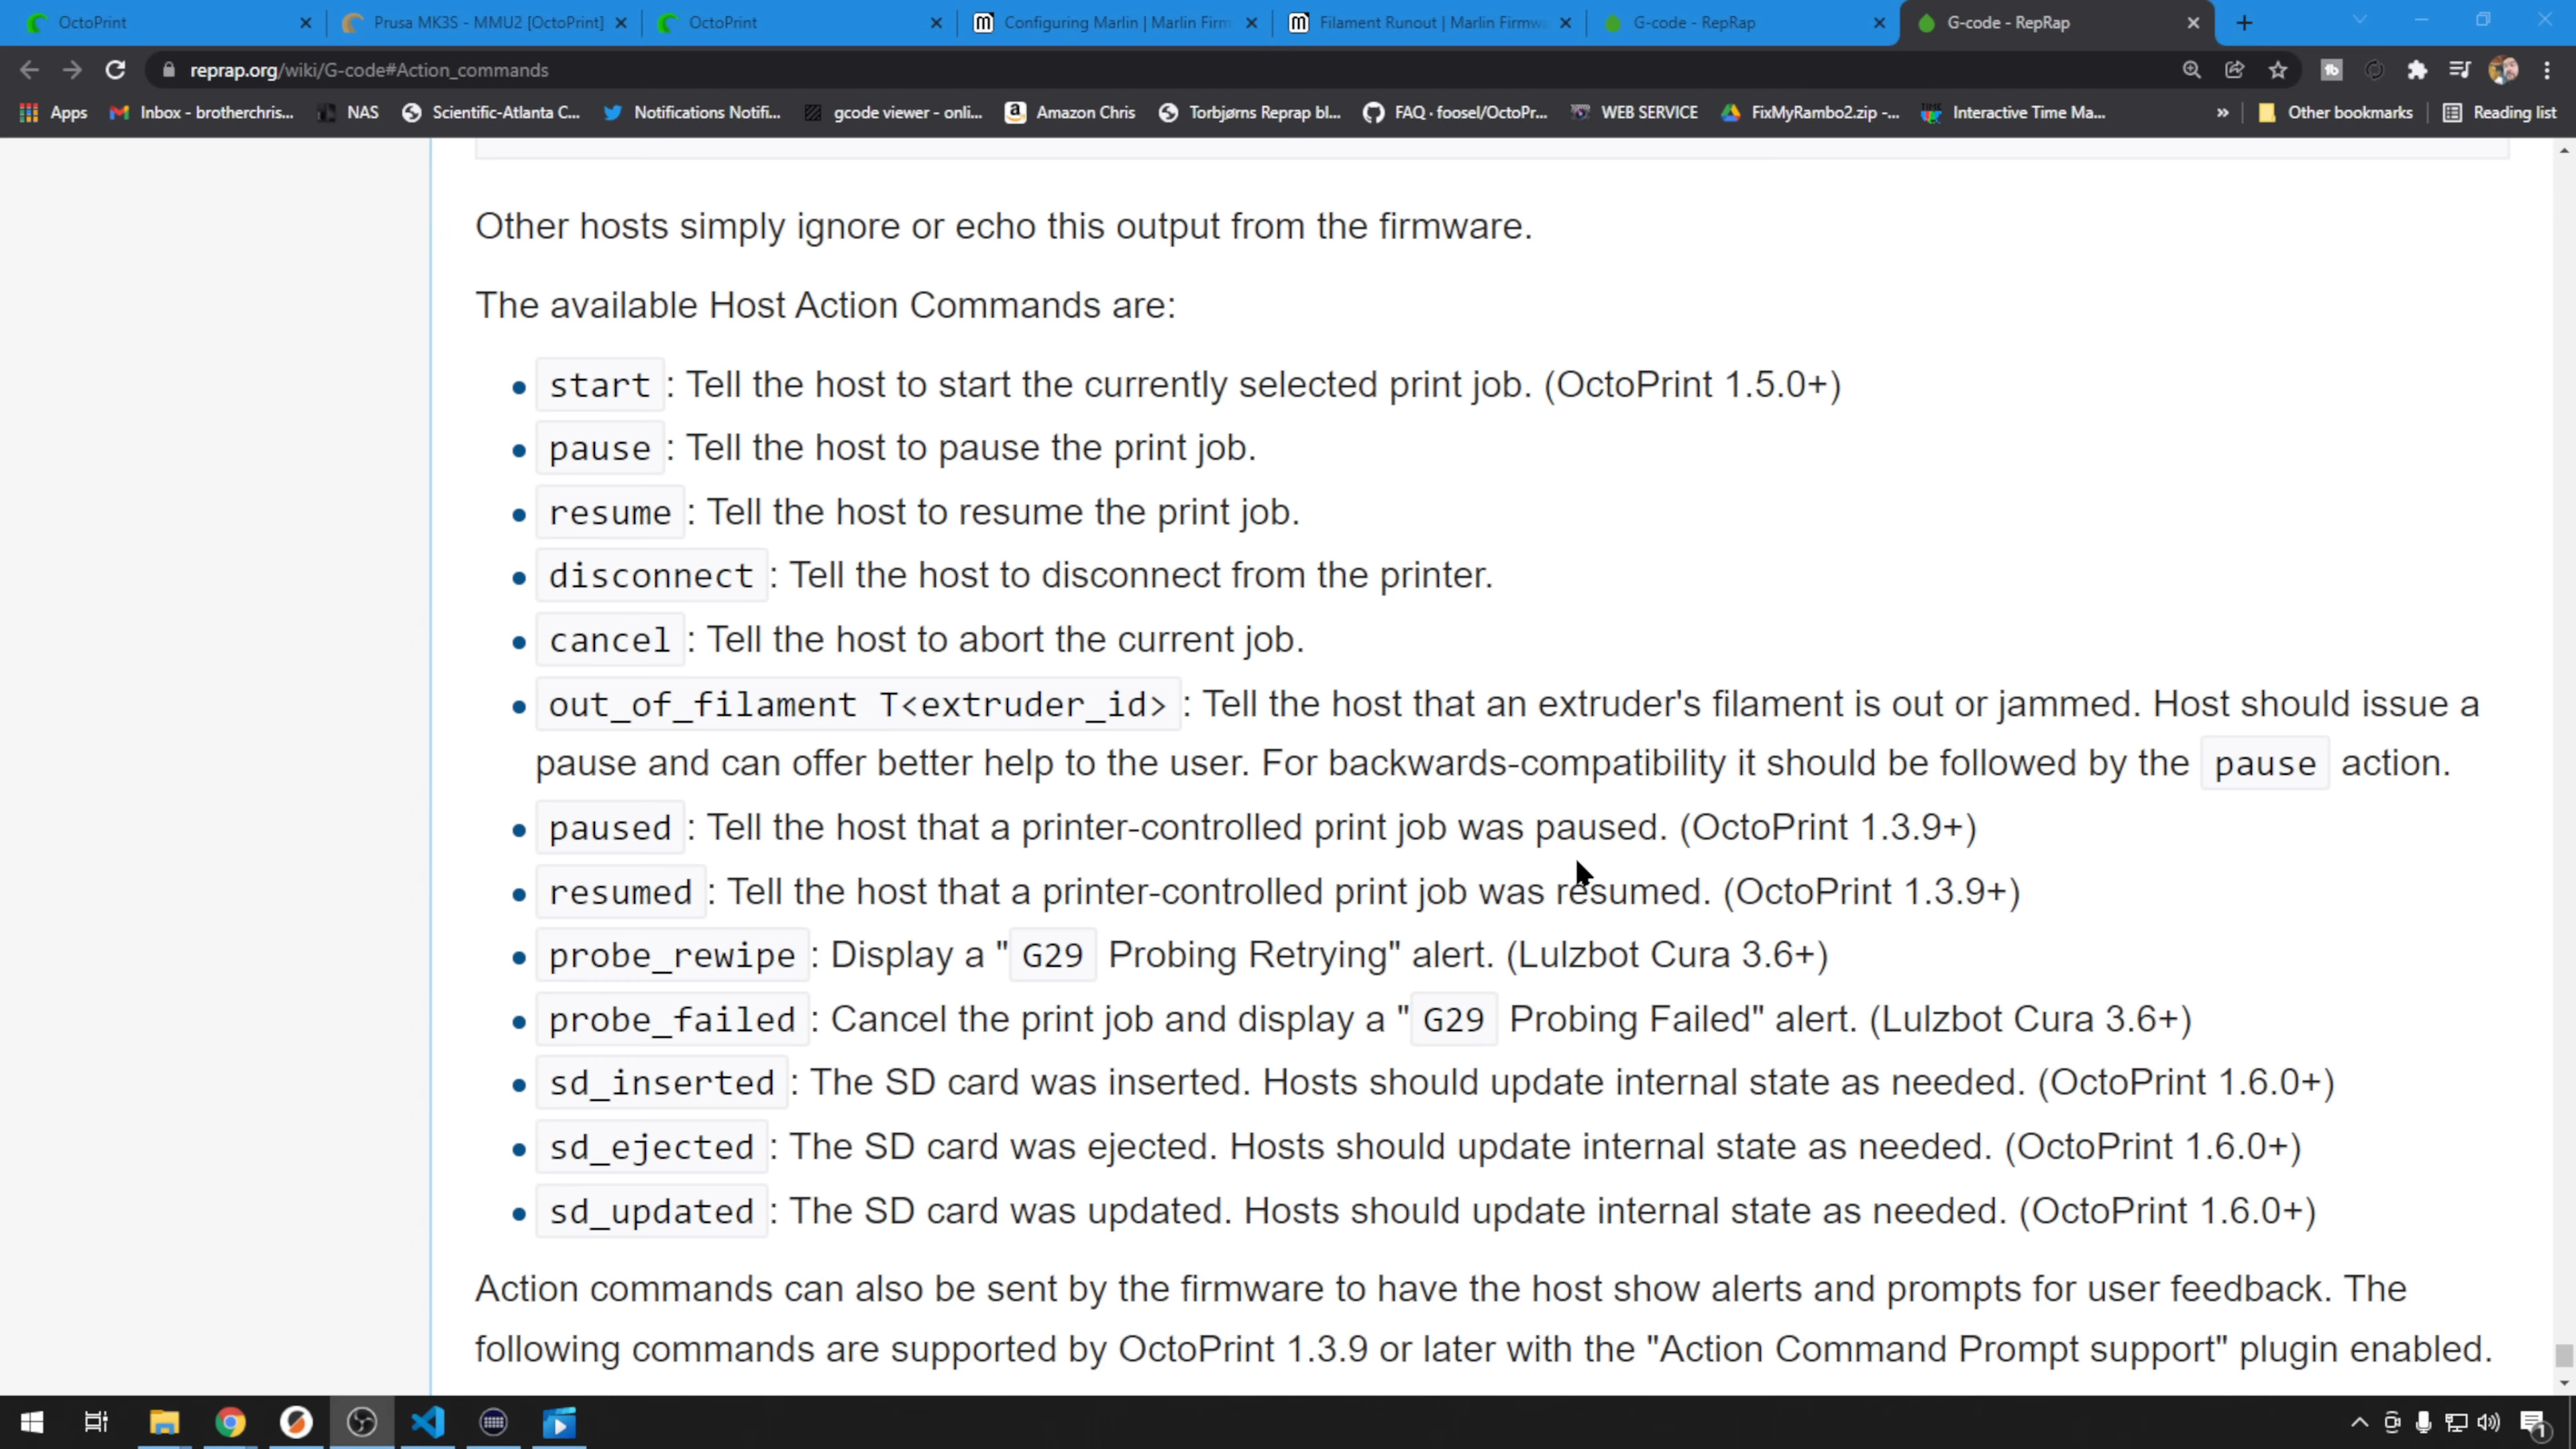 OctoPrint
Prusa MK3S - MMU2 [OctoPrint]
OctoPrint
Configuring Marlin | Marlin Firm
Filament Runout | Marlin Firmw
G-code - RepRap
G-code - RepRap
reprap.org/wiki/G-code#Action_commands
Apps
Inbox - brotherchris...
NAS
Scientific-Atlanta C...
Notifications Notifi...
gcode viewer - onli...
Amazon Chris
Torbjørns Reprap bl...
FAQ · foosel/OctoPr...
WEB SERVICE
FixMyRambo2.zip -...
Interactive Time Ma...
»
Other bookmarks
Reading list
Other hosts simply ignore or echo this output from the firmware.
The available Host Action Commands are:
• start : Tell the host to start the currently selected print job. (OctoPrint 1.5.0+)
• pause : Tell the host to pause the print job.
• resume : Tell the host to resume the print job.
• disconnect : Tell the host to disconnect from the printer.
• cancel : Tell the host to abort the current job.
• out_of_filament T<extruder_id> : Tell the host that an extruder's filament is out or jammed. Host should issue a
pause and can offer better help to the user. For backwards-compatibility it should be followed by the pause action.
• paused : Tell the host that a printer-controlled print job was paused. (OctoPrint 1.3.9+)
• resumed : Tell the host that a printer-controlled print job was resumed. (OctoPrint 1.3.9+)
• probe_rewipe : Display a " G29 Probing Retrying" alert. (Lulzbot Cura 3.6+)
• probe_failed : Cancel the print job and display a " G29 Probing Failed" alert. (Lulzbot Cura 3.6+)
• sd_inserted : The SD card was inserted. Hosts should update internal state as needed. (OctoPrint 1.6.0+)
• sd_ejected : The SD card was ejected. Hosts should update internal state as needed. (OctoPrint 1.6.0+)
• sd_updated : The SD card was updated. Hosts should update internal state as needed. (OctoPrint 1.6.0+)
Action commands can also be sent by the firmware to have the host show alerts and prompts for user feedback. The
following commands are supported by OctoPrint 1.3.9 or later with the "Action Command Prompt support" plugin enabled.
1